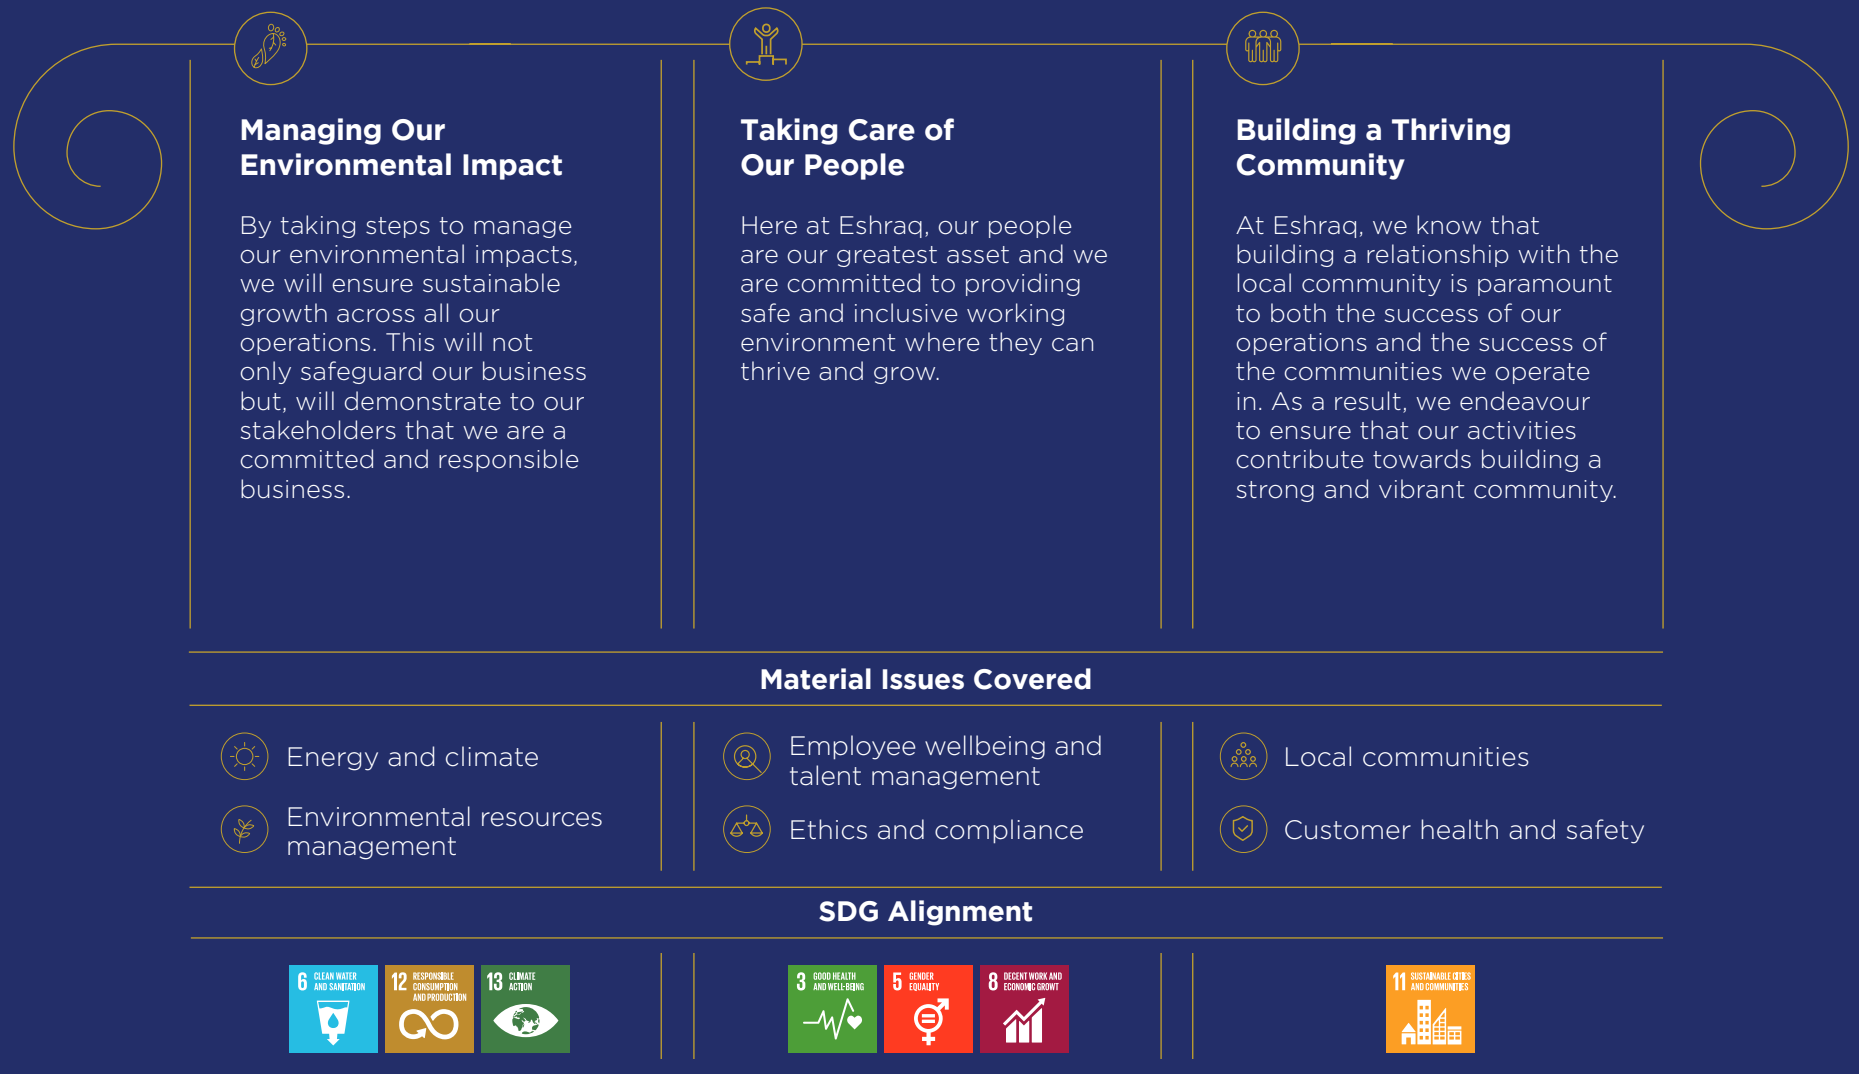 Managing Our
Environmental Impact
By taking steps to manage
our environmental impacts,
we will ensure sustainable
growth across all our
operations. This will not
only safeguard our business
but, will demonstrate to our
stakeholders that we are a
committed and responsible
business.
Taking Care of
Our People
Here at Eshraq, our people
are our greatest asset and we
are committed to providing
safe and inclusive working
environment where they can
thrive and grow.
Building a Thriving
Community
At Eshraq, we know that
building a relationship with the
local community is paramount
to both the success of our
operations and the success of
the communities we operate
in. As a result, we endeavour
to ensure that our activities
contribute towards building a
strong and vibrant community.
Material Issues Covered
Energy and climate
Environmental resources
management
Employee wellbeing and
talent management
Ethics and compliance
Local communities
Customer health and safety
SDG Alignment
6 CLEAN WATER
AND SANITATION
12 RESPONSIBLE
CONSUMPTION
AND PRODUCTION
13 CLIMATE
ACTION
3 GOOD HEALTH
AND WELL-BEING
5 GENDER
EQUALITY
8 DECENT WORK AND
ECONOMIC GROWT
11 SUSTAINABLE CITIES
AND COMMUNITIES